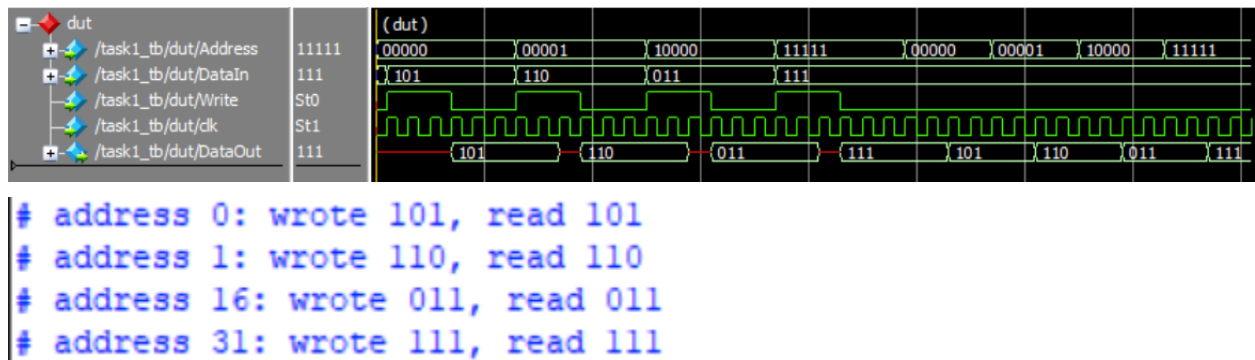 dut (dut)
/task1_tb/dut/Address 11111 00000 00001 10000 11111 00000 00001 10000 11111
/task1_tb/dut/DataIn 111 101 110 011 111
/task1_tb/dut/Write St0
/task1_tb/dut/clk St1
/task1_tb/dut/DataOut 111 101 110 011 111 101 110 011 111
# address 0: wrote 101, read 101
# address 1: wrote 110, read 110
# address 16: wrote 011, read 011
# address 31: wrote 111, read 111